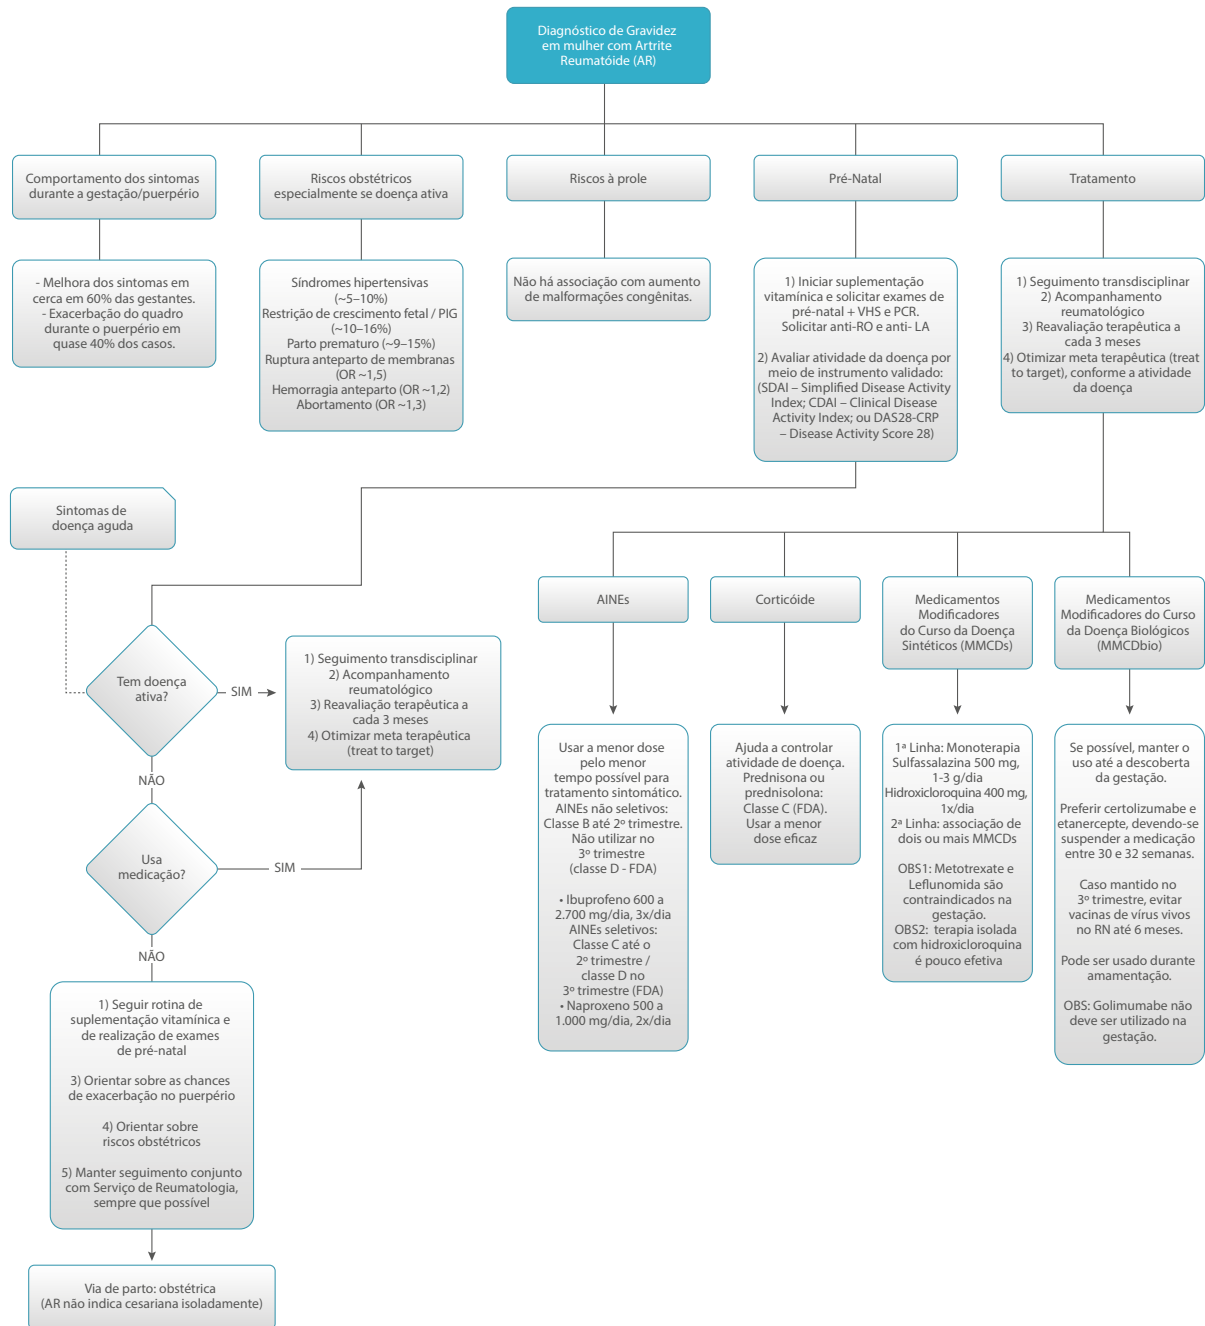 Diagnóstico de Gravidez
em mulher com Artrite
Reumatóide (AR)
Comportamento dos sintomas
durante a gestação/puerpério
Riscos obstétricos
especialmente se doença ativa
Riscos à prole
Pré-Natal
Tratamento
- Melhora dos sintomas em
cerca em 60% das gestantes.
- Exacerbação do quadro
durante o puerpério em
quase 40% dos casos.
Síndromes hipertensivas
(~5–10%)
Restrição de crescimento fetal / PIG
(~10–16%)
Parto prematuro (~9–15%)
Ruptura anteparto de membranas
(OR ~1,5)
Hemorragia anteparto (OR ~1,2)
Abortamento (OR ~1,3)
Não há associação com aumento
de malformações congênitas.
1) Iniciar suplementação
vitamínica e solicitar exames de
pré-natal + VHS e PCR.
Solicitar anti-RO e anti- LA
2) Avaliar atividade da doença por
meio de instrumento validado:
(SDAI – Simplified Disease Activity
Index; CDAI – Clinical Disease
Activity Index; ou DAS28-CRP
– Disease Activity Score 28)
1) Seguimento transdisciplinar
2) Acompanhamento
reumatológico
3) Reavaliação terapêutica a
cada 3 meses
4) Otimizar meta terapêutica (treat
to target), conforme a atividade
da doença
Sintomas de
doença aguda
Tem doença
ativa?
SIM
1) Seguimento transdisciplinar
2) Acompanhamento
reumatológico
3) Reavaliação terapêutica a
cada 3 meses
4) Otimizar meta terapêutica
(treat to target)
NÃO
Usa
medicação?
SIM
NÃO
1) Seguir rotina de
suplementação vitamínica e
de realização de exames
de pré-natal
3) Orientar sobre as chances
de exacerbação no puerpério
4) Orientar sobre
riscos obstétricos
5) Manter seguimento conjunto
com Serviço de Reumatologia,
sempre que possível
Via de parto: obstétrica
(AR não indica cesariana isoladamente)
AINEs
Corticóide
Medicamentos
Modificadores
do Curso da Doença
Sintéticos (MMCDs)
Medicamentos
Modificadores do Curso
da Doença Biológicos
(MMCDbio)
Usar a menor dose
pelo menor
tempo possível para
tratamento sintomático.
AINEs não seletivos:
Classe B até 2º trimestre.
Não utilizar no
3º trimestre
(classe D - FDA)
• Ibuprofeno 600 a
2.700 mg/dia, 3x/dia
AINEs seletivos:
Classe C até o
2º trimestre /
classe D no
3º trimestre (FDA)
• Naproxeno 500 a
1.000 mg/dia, 2x/dia
Ajuda a controlar
atividade de doença.
Prednisona ou
prednisolona:
Classe C (FDA).
Usar a menor
dose eficaz
1ª Linha: Monoterapia
Sulfassalazina 500 mg,
1-3 g/dia
Hidroxicloroquina 400 mg,
1x/dia
2ª Linha: associação de
dois ou mais MMCDs
OBS1: Metotrexate e
Leflunomida são
contraindicados na
gestação.
OBS2: terapia isolada
com hidroxicloroquina
é pouco efetiva
Se possível, manter o
uso até a descoberta
da gestação.
Preferir certolizumabe e
etanercepte, devendo-se
suspender a medicação
entre 30 e 32 semanas.
Caso mantido no
3º trimestre, evitar
vacinas de vírus vivos
no RN até 6 meses.
Pode ser usado durante
amamentação.
OBS: Golimumabe não
deve ser utilizado na
gestação.